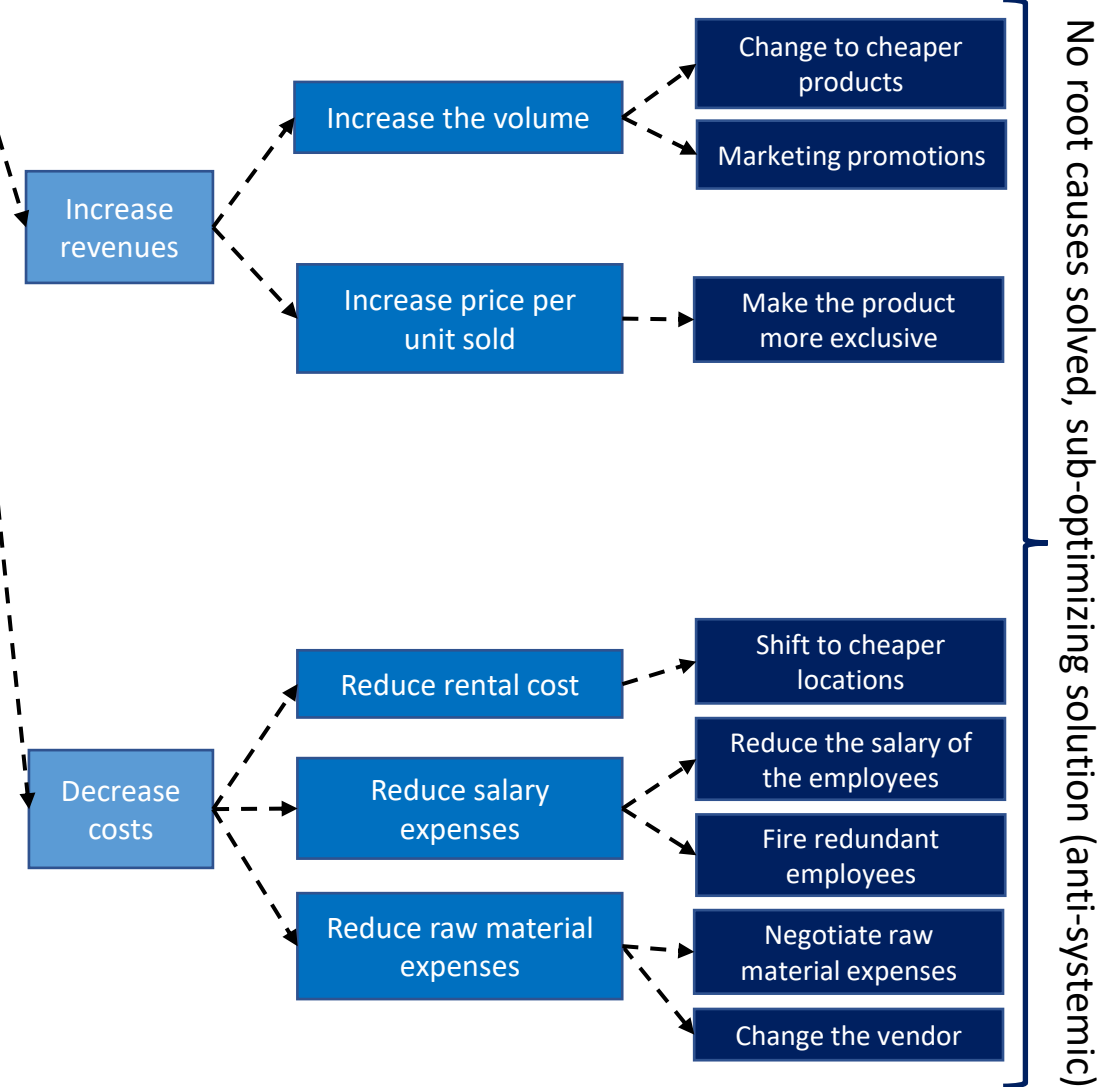 Change to cheaper
products
Increase the volume
Marketing promotions
Increase
revenues
Increase price per
unit sold
Make the product
more exclusive
Shift to cheaper
locations
Reduce rental cost
Reduce the salary of
the employees
Decrease
costs
Reduce salary
expenses
Fire redundant
employees
Reduce raw material
expenses
Negotiate raw
material expenses
Change the vendor
No root causes solved, sub-optimizing solution (anti-systemic)